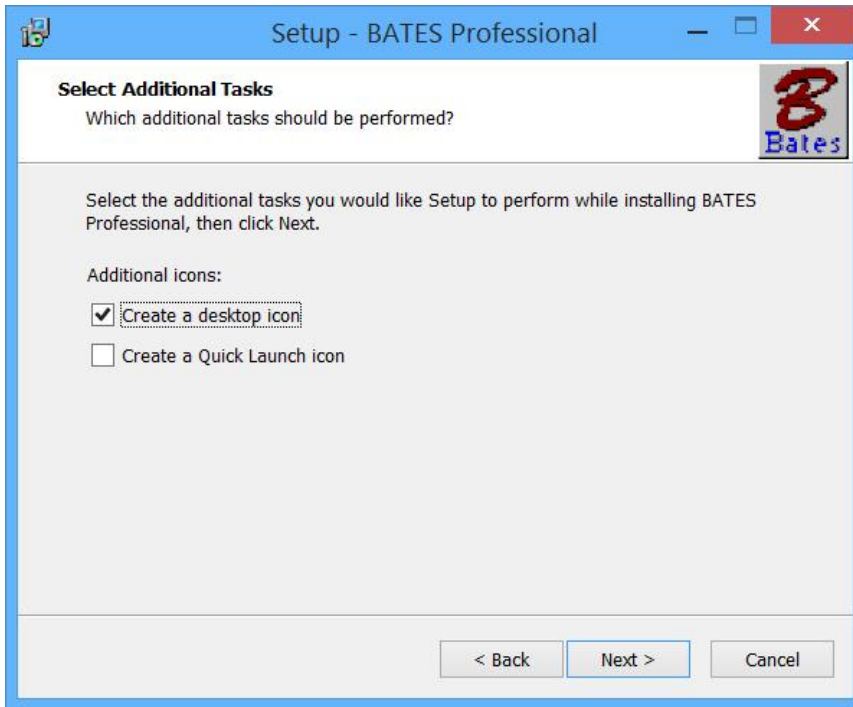 Setup - BATES Professional
Select Additional Tasks
Which additional tasks should be performed?
B
Bates
Select the additional tasks you would like Setup to perform while installing BATES
Professional, then click Next.
Additional icons:
Create a desktop icon
Create a Quick Launch icon
< Back
Next >
Cancel